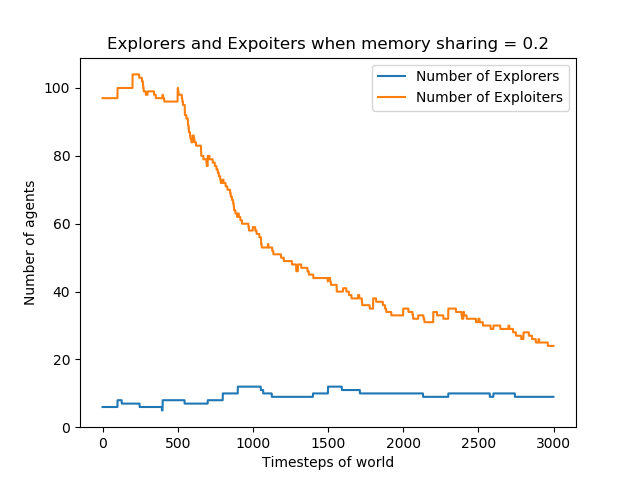 Explorers and Expoiters when memory sharing = 0.2
Number of Explorers
Number of Exploiters
Number of agents
100
80
60
40
20
0
0 500 1000 1500 2000 2500 3000
Timesteps of world